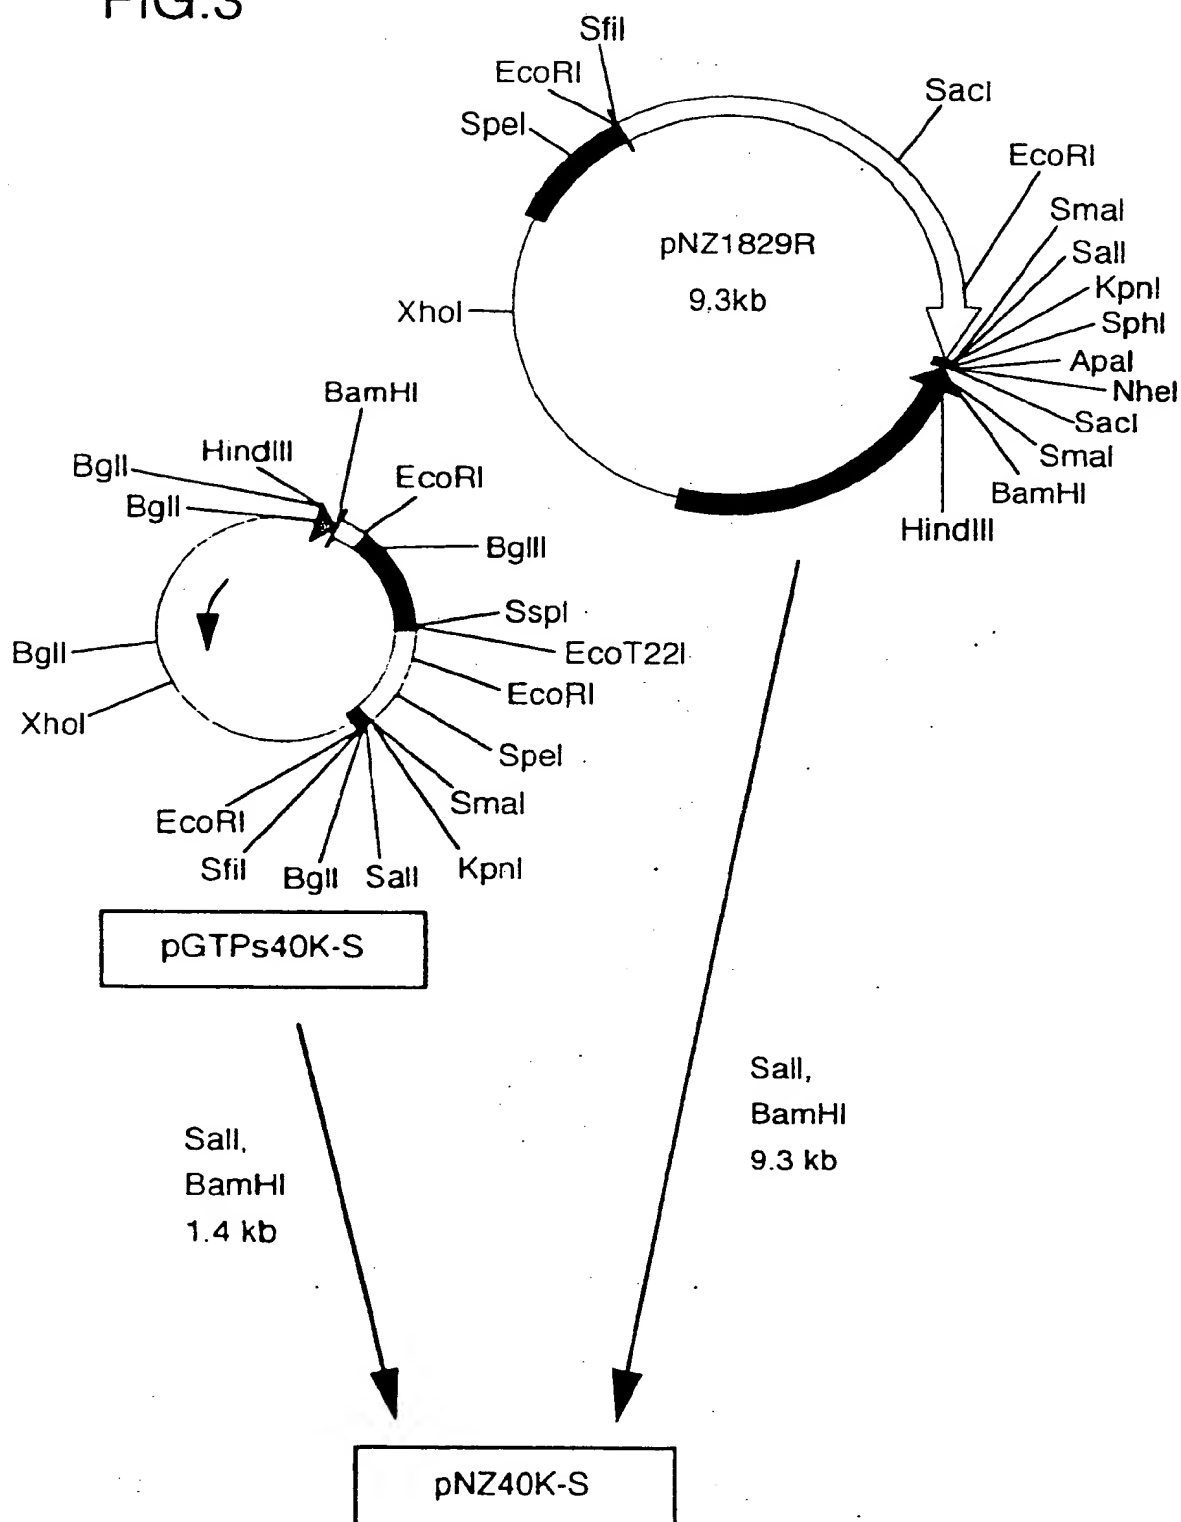 FIG.3
SfiI
EcoRI
SpeI
SacI
EcoRI
SmaI
SalI
KpnI
SphI
ApaI
NheI
SacI
SmaI
BamHI
HindIII
XhoI
pNZ1829R
9.3kb
BamHI
HindIII
BglI
BglI
EcoRI
BglII
SspI
EcoT22I
EcoRI
SpeI
SmaI
KpnI
SalI
BglI
SfiI
EcoRI
XhoI
BglI
pGTPs40K-S
SalI,
BamHI
9.3 kb
SalI,
BamHI
1.4 kb
pNZ40K-S